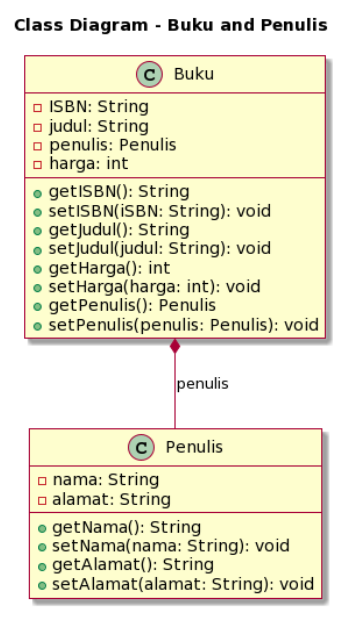 Class Diagram - Buku and Penulis
C Buku
ISBN: String
judul: String
penulis: Penulis
harga: int
getISBN(): String
setISBN(iSBN: String): void
getJudul(): String
setJudul(judul: String): void
getHarga(): int
setHarga(harga: int): void
getPenulis(): Penulis
setPenulis(penulis: Penulis): void
penulis
C Penulis
nama: String
alamat: String
getNama(): String
setNama(nama: String): void
getAlamat(): String
setAlamat(alamat: String): void